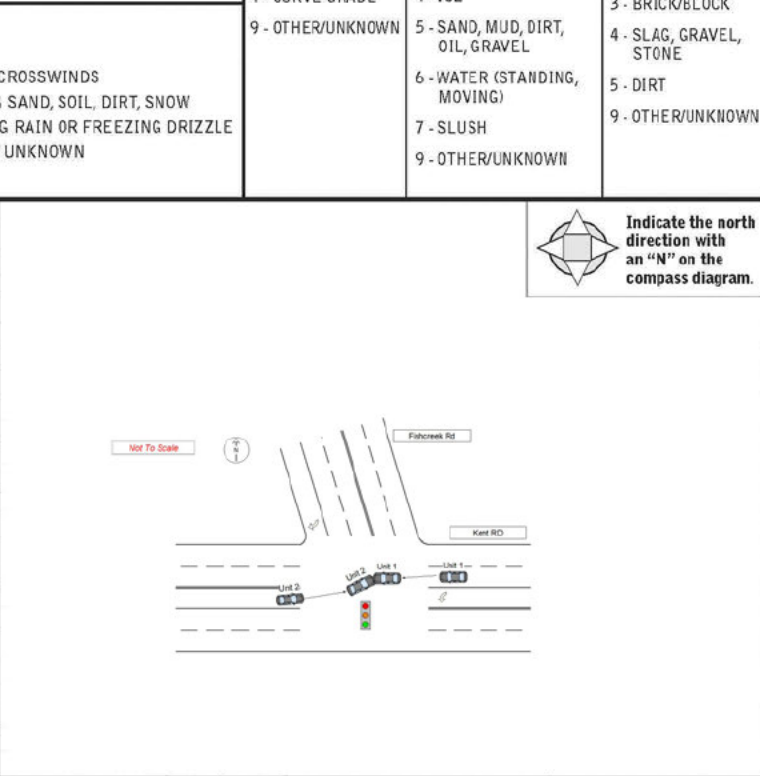 3 - BRICK/BLOCK
9 - OTHER/UNKNOWN
5 - SAND, MUD, DIRT,
OIL, GRAVEL
4 - SLAG, GRAVEL,
STONE
CROSSWINDS
6 - WATER (STANDING,
MOVING)
5 - DIRT
SAND, SOIL, DIRT, SNOW
G RAIN OR FREEZING DRIZZLE
7 - SLUSH
9 - OTHER/UNKNOWN
UNKNOWN
9 - OTHER/UNKNOWN
Indicate the north
direction with
an “N” on the
compass diagram.
Not To Scale
N
Fishcreek Rd
Kent RD
Unit 2
Unit 2
Unit 1
Unit 1